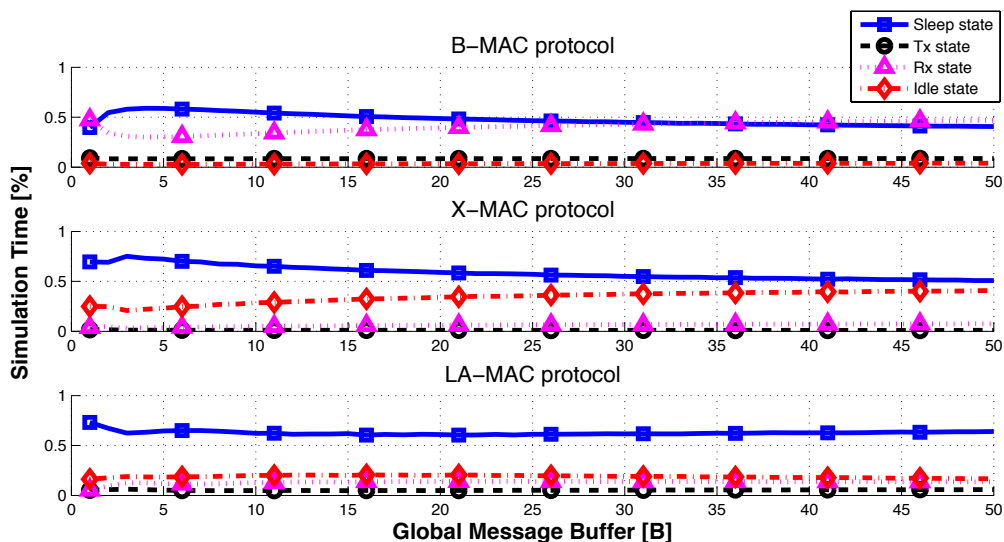 B−MAC protocol
Sleep state
Tx state
Rx state
Idle state
1
0.5
0
0 5 10 15 20 25 30 35 40 45 50
X−MAC protocol
1
0.5
0
0 5 10 15 20 25 30 35 40 45 50
Simulation Time [%]
LA−MAC protocol
1
0.5
0
0 5 10 15 20 25 30 35 40 45 50
Global Message Buffer [B]